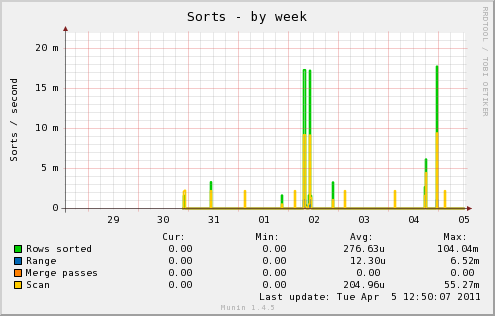 Sorts - by week
RRDTOOL / TOBI OETIKER
Sorts / second
20 m
15 m
10 m
5 m
0
29 30 31 01 02 03 04 05
Cur: Min: Avg: Max:
Rows sorted 0.00 0.00 276.63u 104.04m
Range 0.00 0.00 12.30u 6.52m
Merge passes 0.00 0.00 0.00 0.00
Scan 0.00 0.00 204.96u 55.27m
Last update: Tue Apr 5 12:50:07 2011
Munin 1.4.5